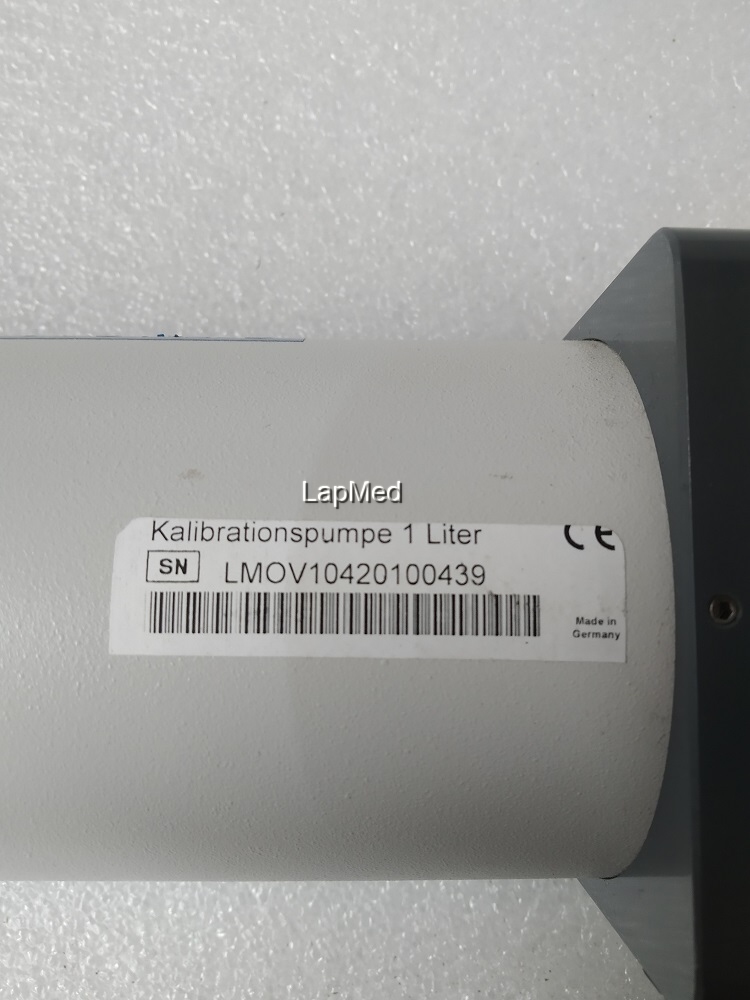 LapMed
Kalibrationspumpe 1 Liter
CE
SN LMOV10420100439
Made in
Germany